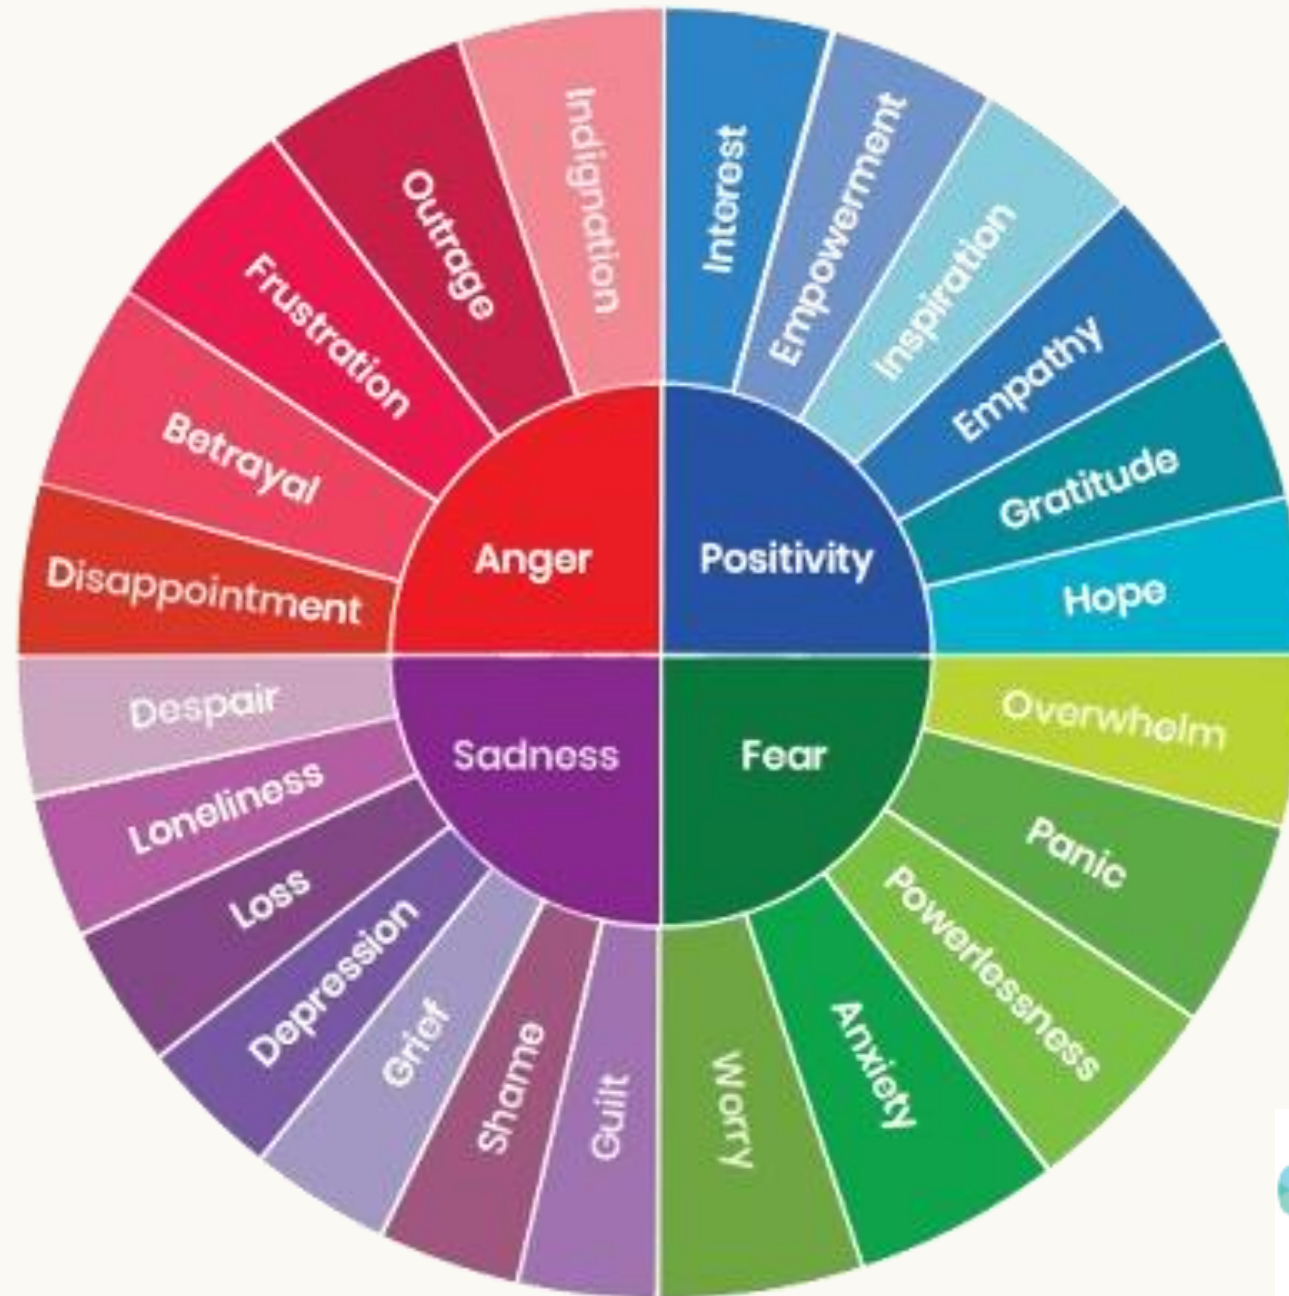 Indignation
Outrage
Frustration
Betrayal
Disappointment
Anger
Interest
Empowerment
Inspiration
Empathy
Gratitude
Hope
Positivity
Sadness
Despair
Loneliness
Loss
Depression
Grief
Shame
Guilt
Fear
Overwhelm
Panic
Powerlessness
Anxiety
Worry